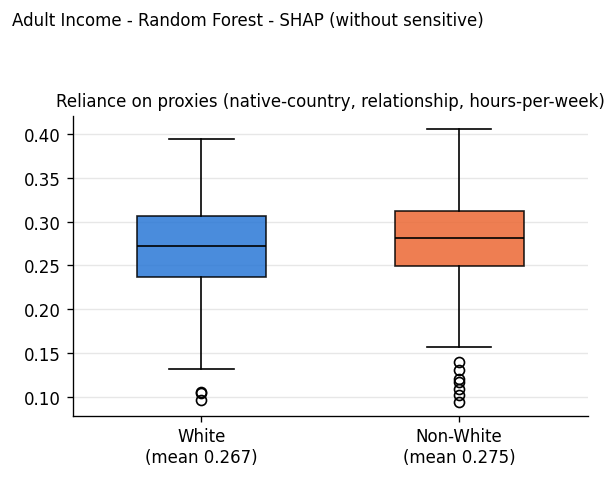 Adult Income - Random Forest - SHAP (without sensitive)
Reliance on proxies (native-country, relationship, hours-per-week)
0.40
0.35
0.30
0.25
0.20
0.15
0.10
White Non-White
(mean 0.267) (mean 0.275)